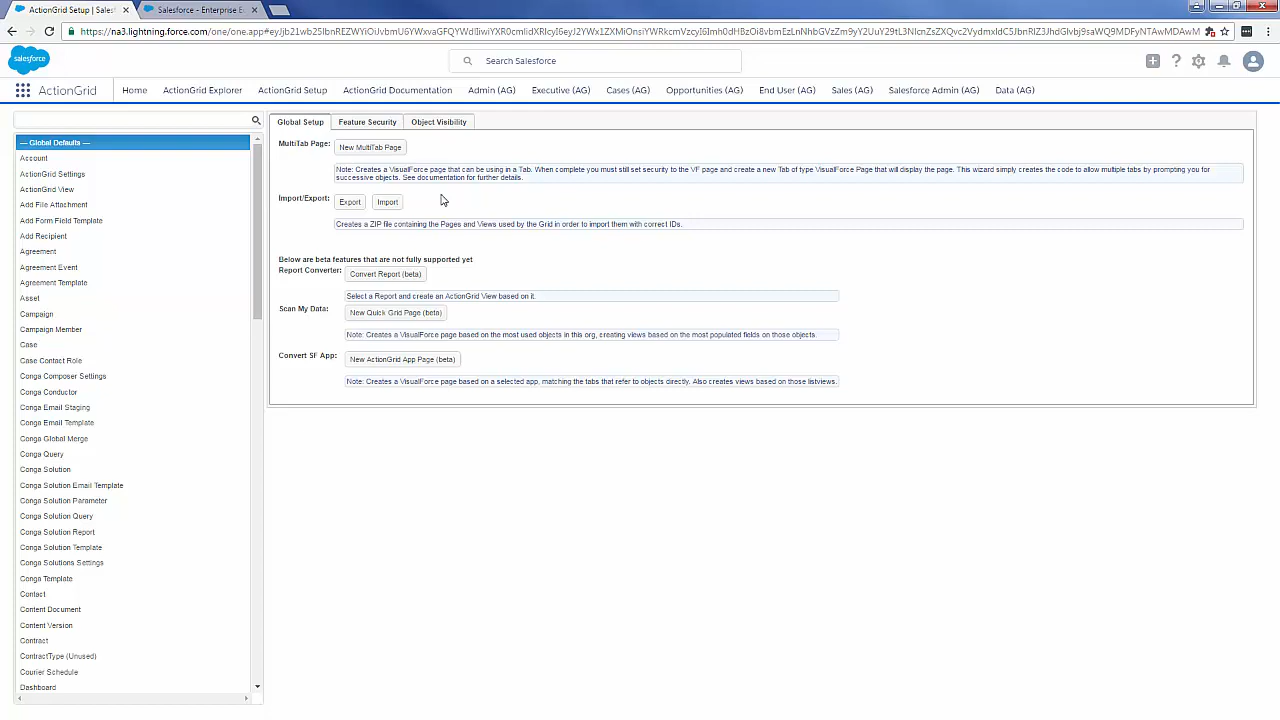 ActionGrid Setup | Sales
Salesforce - Enterprise E
https://na3.lightning.force.com/one/one.app#
salesforce
Search Salesforce
ActionGrid
Home
ActionGrid Explorer
ActionGrid Setup
ActionGrid Documentation
Admin (AG)
Executive (AG)
Cases (AG)
Opportunities (AG)
End User (AG)
Sales (AG)
Salesforce Admin (AG)
Data (AG)
--- Global Defaults ---
Account
ActionGrid Settings
ActionGrid View
Add File Attachment
Add Form Field Template
Add Recipient
Agreement
Agreement Event
Agreement Template
Asset
Campaign
Campaign Member
Case
Case Contact Role
Conga Composer Settings
Conga Conductor
Conga Email Staging
Conga Email Template
Conga Global Merge
Conga Query
Conga Solution
Conga Solution Email Template
Conga Solution Parameter
Conga Solution Query
Conga Solution Report
Conga Solution Template
Conga Solutions Settings
Conga Template
Contact
Content Document
Content Version
Contract
ContractType (Unused)
Courier Schedule
Dashboard
Global Setup
Feature Security
Object Visibility
MultiTab Page:
New MultiTab Page
Note: Creates a VisualForce page that can be using in a Tab. When complete you must still set security to the VF page and create a new Tab of type VisualForce Page that will display the page. This wizard simply creates the code to allow multiple tabs by prompting you for
successive objects. See documentation for further details.
Import/Export:
Export
Import
Creates a ZIP file containing the Pages and Views used by the Grid in order to import them with correct IDs.
Below are beta features that are not fully supported yet
Report Converter:
Convert Report (beta)
Select a Report and create an ActionGrid View based on it.
Scan My Data:
New Quick Grid Page (beta)
Note: Creates a VisualForce page based on the most used objects in this org, creating views based on the most populated fields on those objects.
Convert SF App:
New ActionGrid App Page (beta)
Note: Creates a VisualForce page based on a selected app, matching the tabs that refer to objects directly. Also creates views based on those listviews.